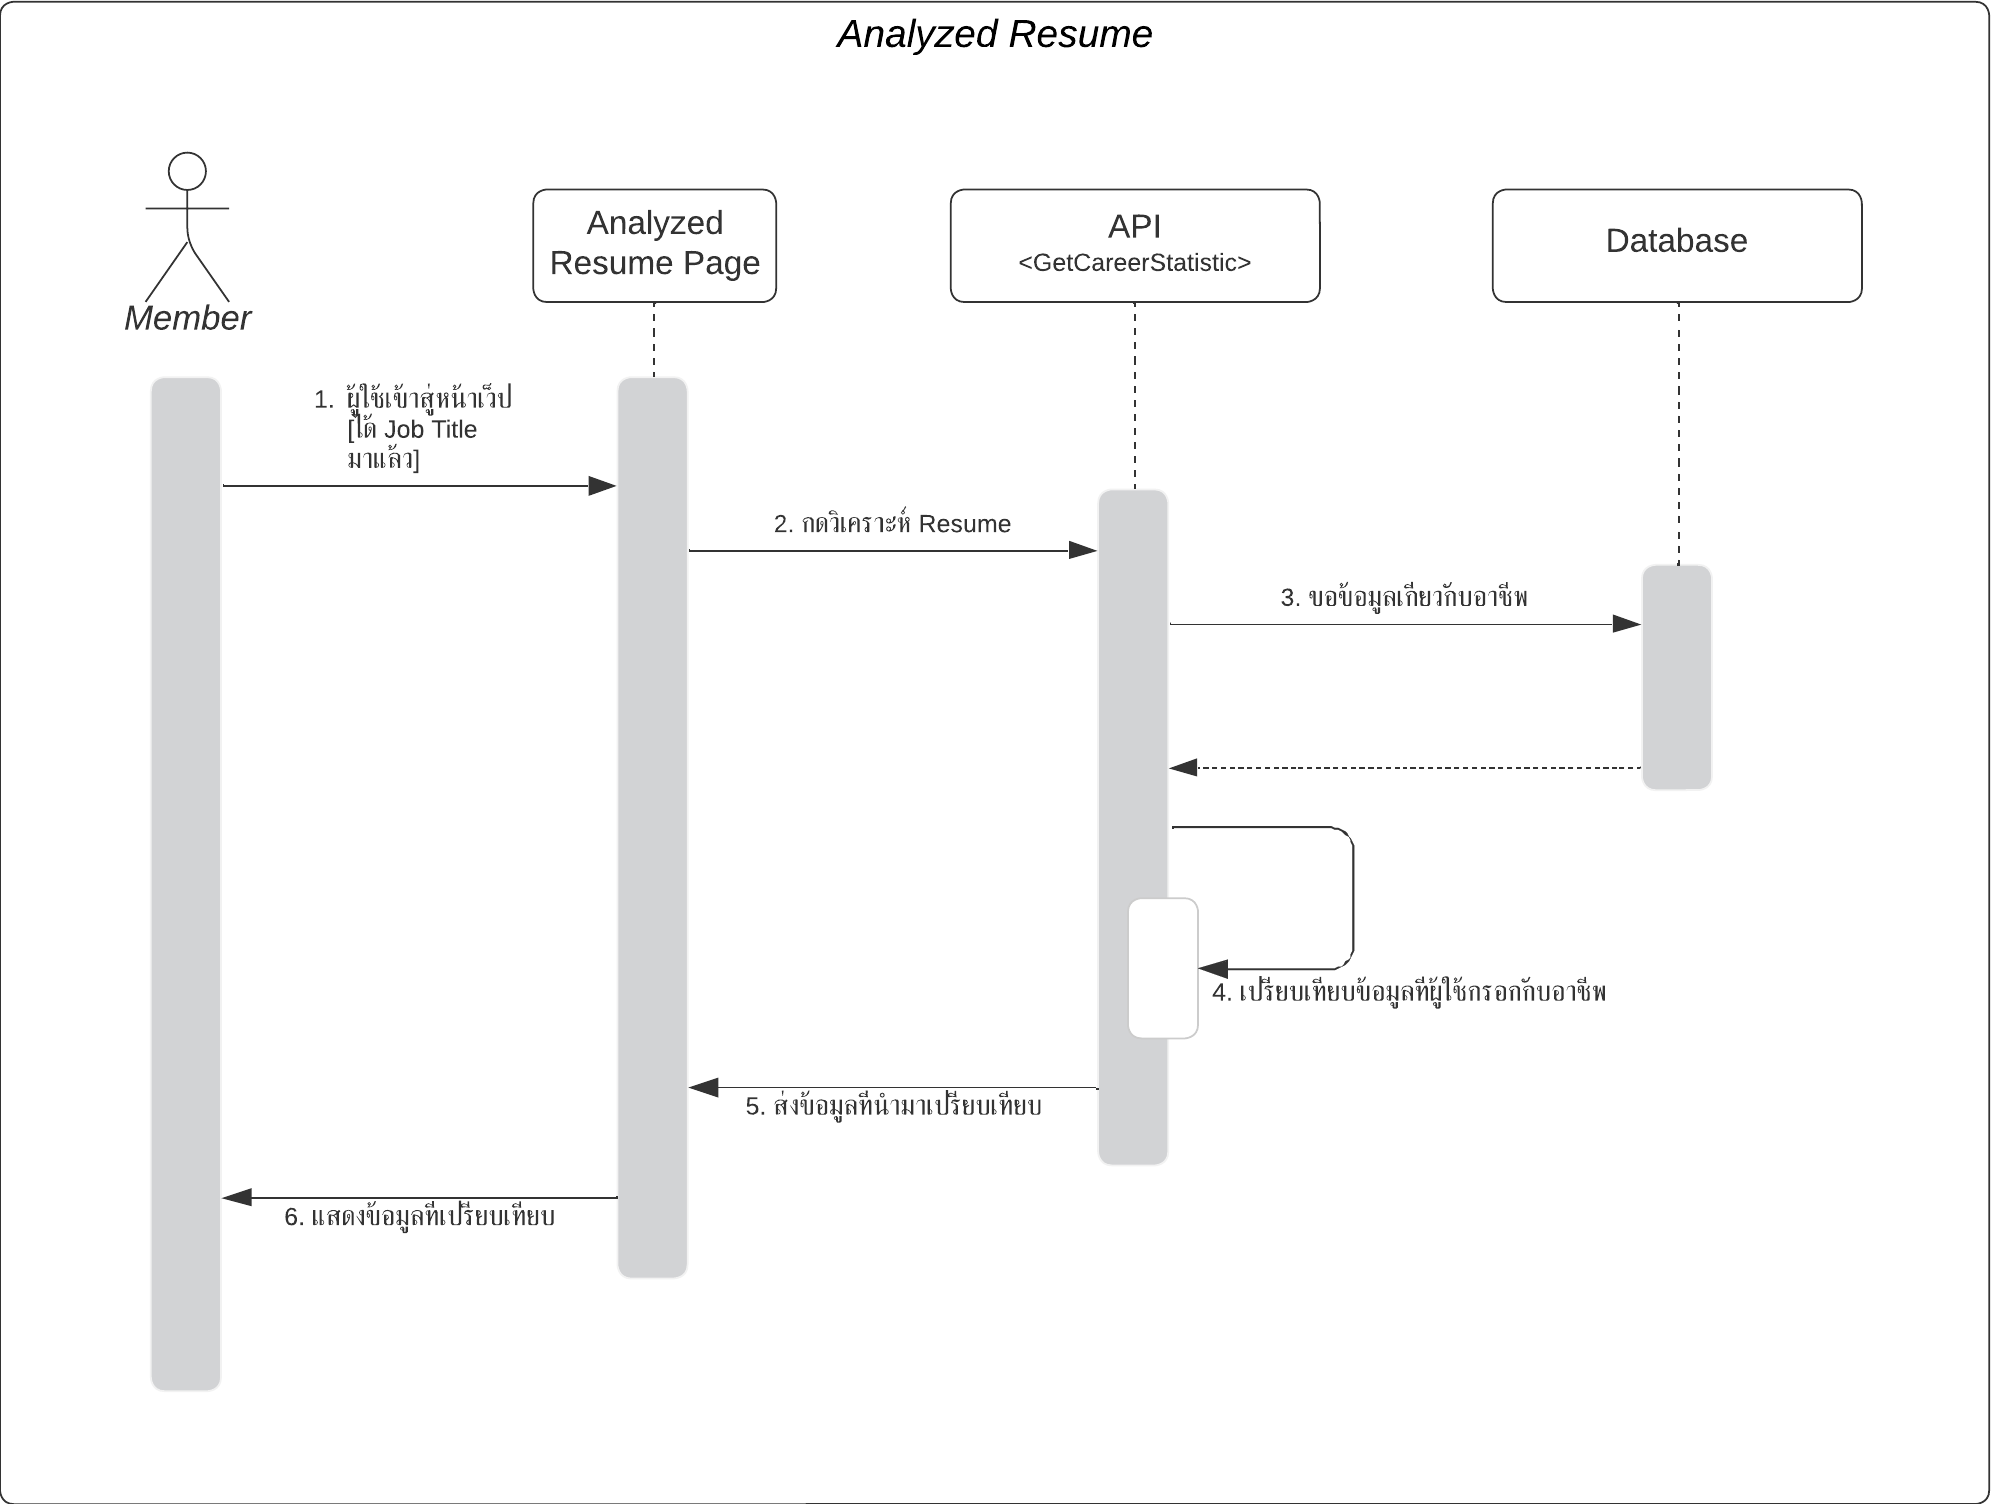 Analyzed Resume
Member
Analyzed
Resume Page
API
<GetCareerStatistic>
Database
1. ผู้ใช้เข้าสู่หน้าเว็ป
[ได้ Job Title
มาแล้ว]
2. กดวิเคราะห์ Resume
3. ขอข้อมูลเกี่ยวกับอาชีพ
4. เปรียบเทียบข้อมูลที่ผู้ใช้กรอกกับอาชีพ
5. ส่งข้อมูลที่นำมาเปรียบเทียบ
6. แสดงข้อมูลที่เปรียบเทียบ